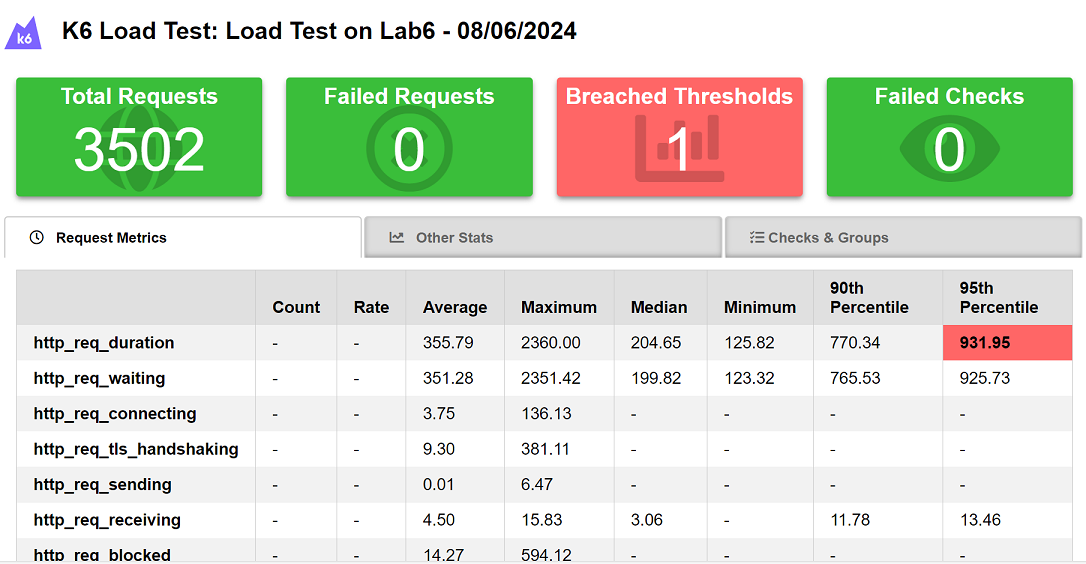 k6
K6 Load Test: Load Test on Lab6 - 08/06/2024
Total Requests
3502
Failed Requests
0
Breached Thresholds
1
Failed Checks
0
Request Metrics
Other Stats
Checks & Groups
Count Rate Average Maximum Median Minimum 90th Percentile 95th Percentile
http_req_duration - - 355.79 2360.00 204.65 125.82 770.34 931.95
http_req_waiting - - 351.28 2351.42 199.82 123.32 765.53 925.73
http_req_connecting - - 3.75 136.13 - - - -
http_req_tls_handshaking - - 9.30 381.11 - - - -
http_req_sending - - 0.01 6.47 - - - -
http_req_receiving - - 4.50 15.83 3.06 - 11.78 13.46
http_req_blocked - - 14.27 594.12 - - - -